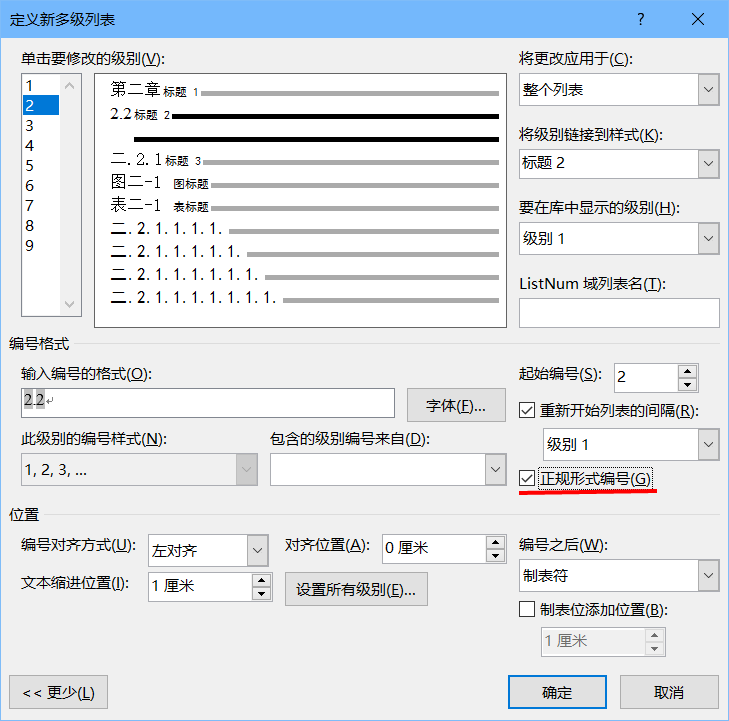 定义新多级列表 ?
单击要修改的级别(V):
1
2
3
4
5
6
7
8
9
第二章标题 1
2.2标题 2
二.2.1标题 3
图二-1 图标题
表二-1 表标题
二.2.1.1.1.1.
二.2.1.1.1.1.1.
二.2.1.1.1.1.1.1.
二.2.1.1.1.1.1.1.1.
将更改应用于(C):
整个列表
将级别链接到样式(K):
标题 2
要在库中显示的级别(H):
级别 1
ListNum 域列表名(T):
编号格式
输入编号的格式(O):
2.2
字体(F)...
此级别的编号样式(N):
1, 2, 3, ...
包含的级别编号来自(D):
起始编号(S): 2
重新开始列表的间隔(R):
级别 1
正规形式编号(G)
位置
编号对齐方式(U): 左对齐
对齐位置(A): 0 厘米
文本缩进位置(I): 1 厘米
设置所有级别(E)...
编号之后(W):
制表符
制表位添加位置(B):
1 厘米
<< 更少(L)
确定
取消